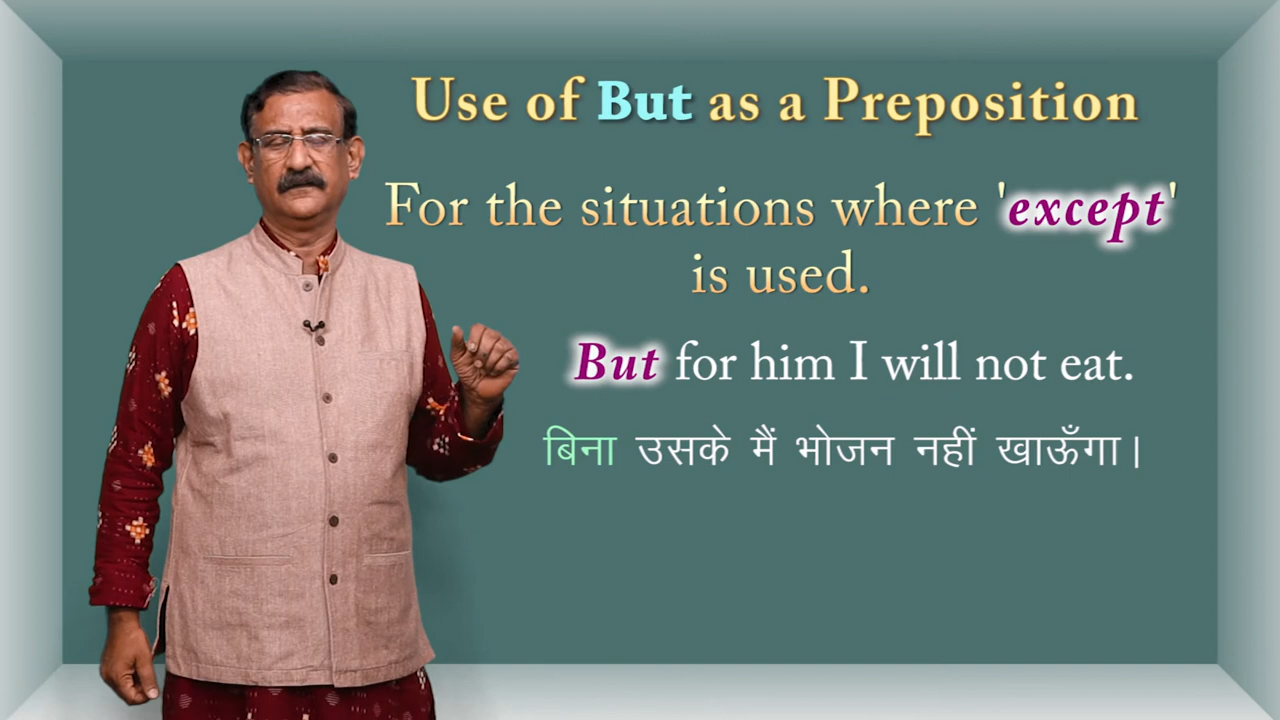 Use of But as a Preposition
For the situations where 'except'
is used.
But for him I will not eat.
बिना उसके मैं भोजन नहीं खाऊँगा।